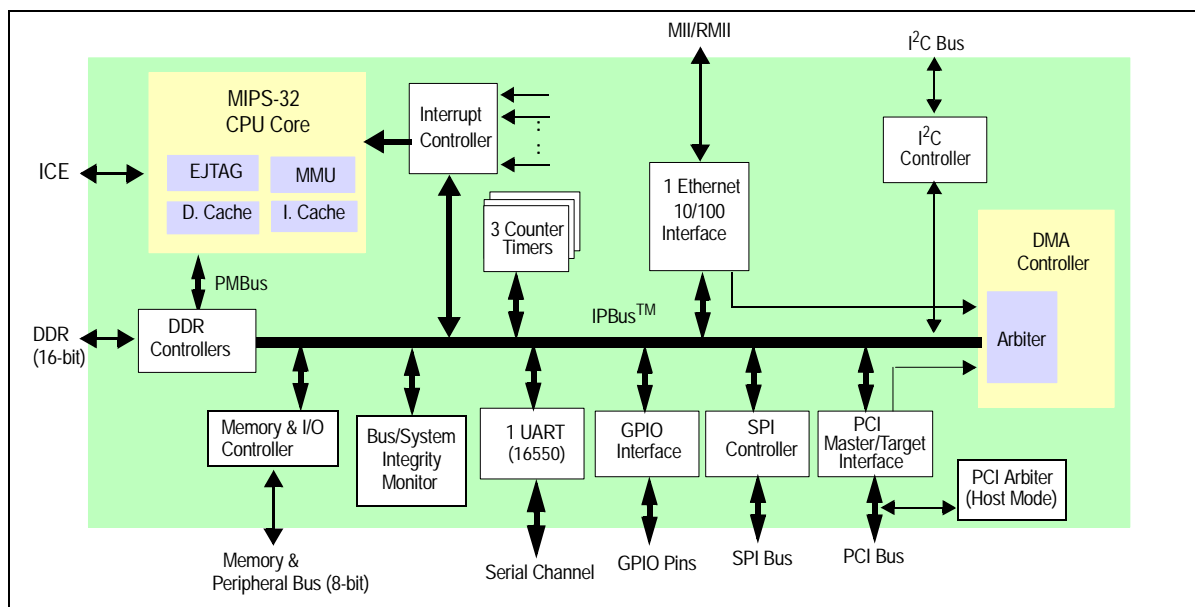 MII/RMII
I²C Bus
MIPS-32
CPU Core
EJTAG
MMU
D. Cache
I. Cache
ICE
Interrupt
Controller
I²C
Controller
1 Ethernet
10/100
Interface
3 Counter
Timers
DMA
Controller
Arbiter
PMBus
IPBus™
DDR
(16-bit)
DDR
Controllers
Memory & I/O
Controller
Bus/System
Integrity
Monitor
1 UART
(16550)
GPIO
Interface
SPI
Controller
PCI
Master/Target
Interface
PCI Arbiter
(Host Mode)
Memory &
Peripheral Bus (8-bit)
Serial Channel
GPIO Pins
SPI Bus
PCI Bus